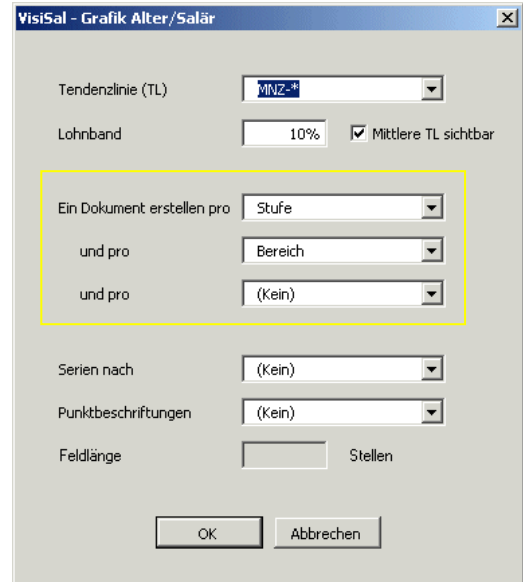 VisiSal - Grafik Alter/Salär
Tendenzlinie (TL) MNZ-*
Lohnband 10% Mittlere TL sichtbar
Ein Dokument erstellen pro Stufe
und pro Bereich
und pro (Kein)
Serien nach (Kein)
Punktbeschriftungen (Kein)
Feldlänge Stellen
OK Abbrechen